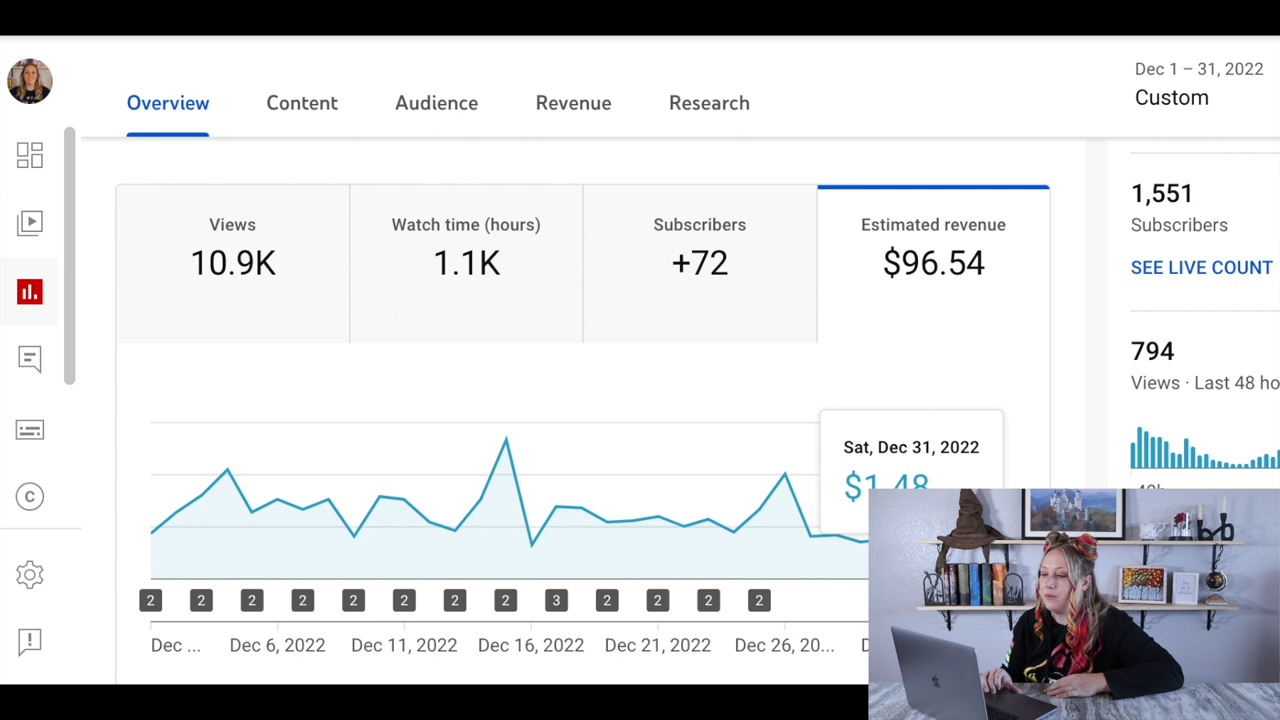 Overview Content Audience Revenue Research
Dec 1 – 31, 2022
Custom
Views
10.9K
Watch time (hours)
1.1K
Subscribers
+72
Estimated revenue
$96.54
Sat, Dec 31, 2022
$1.48
2 2 2 2 2 2 2 2 3 2 2 2 2
Dec ... Dec 6, 2022 Dec 11, 2022 Dec 16, 2022 Dec 21, 2022 Dec 26, 20...
1,551
Subscribers
SEE LIVE COUNT
794
Views · Last 48 ho
C